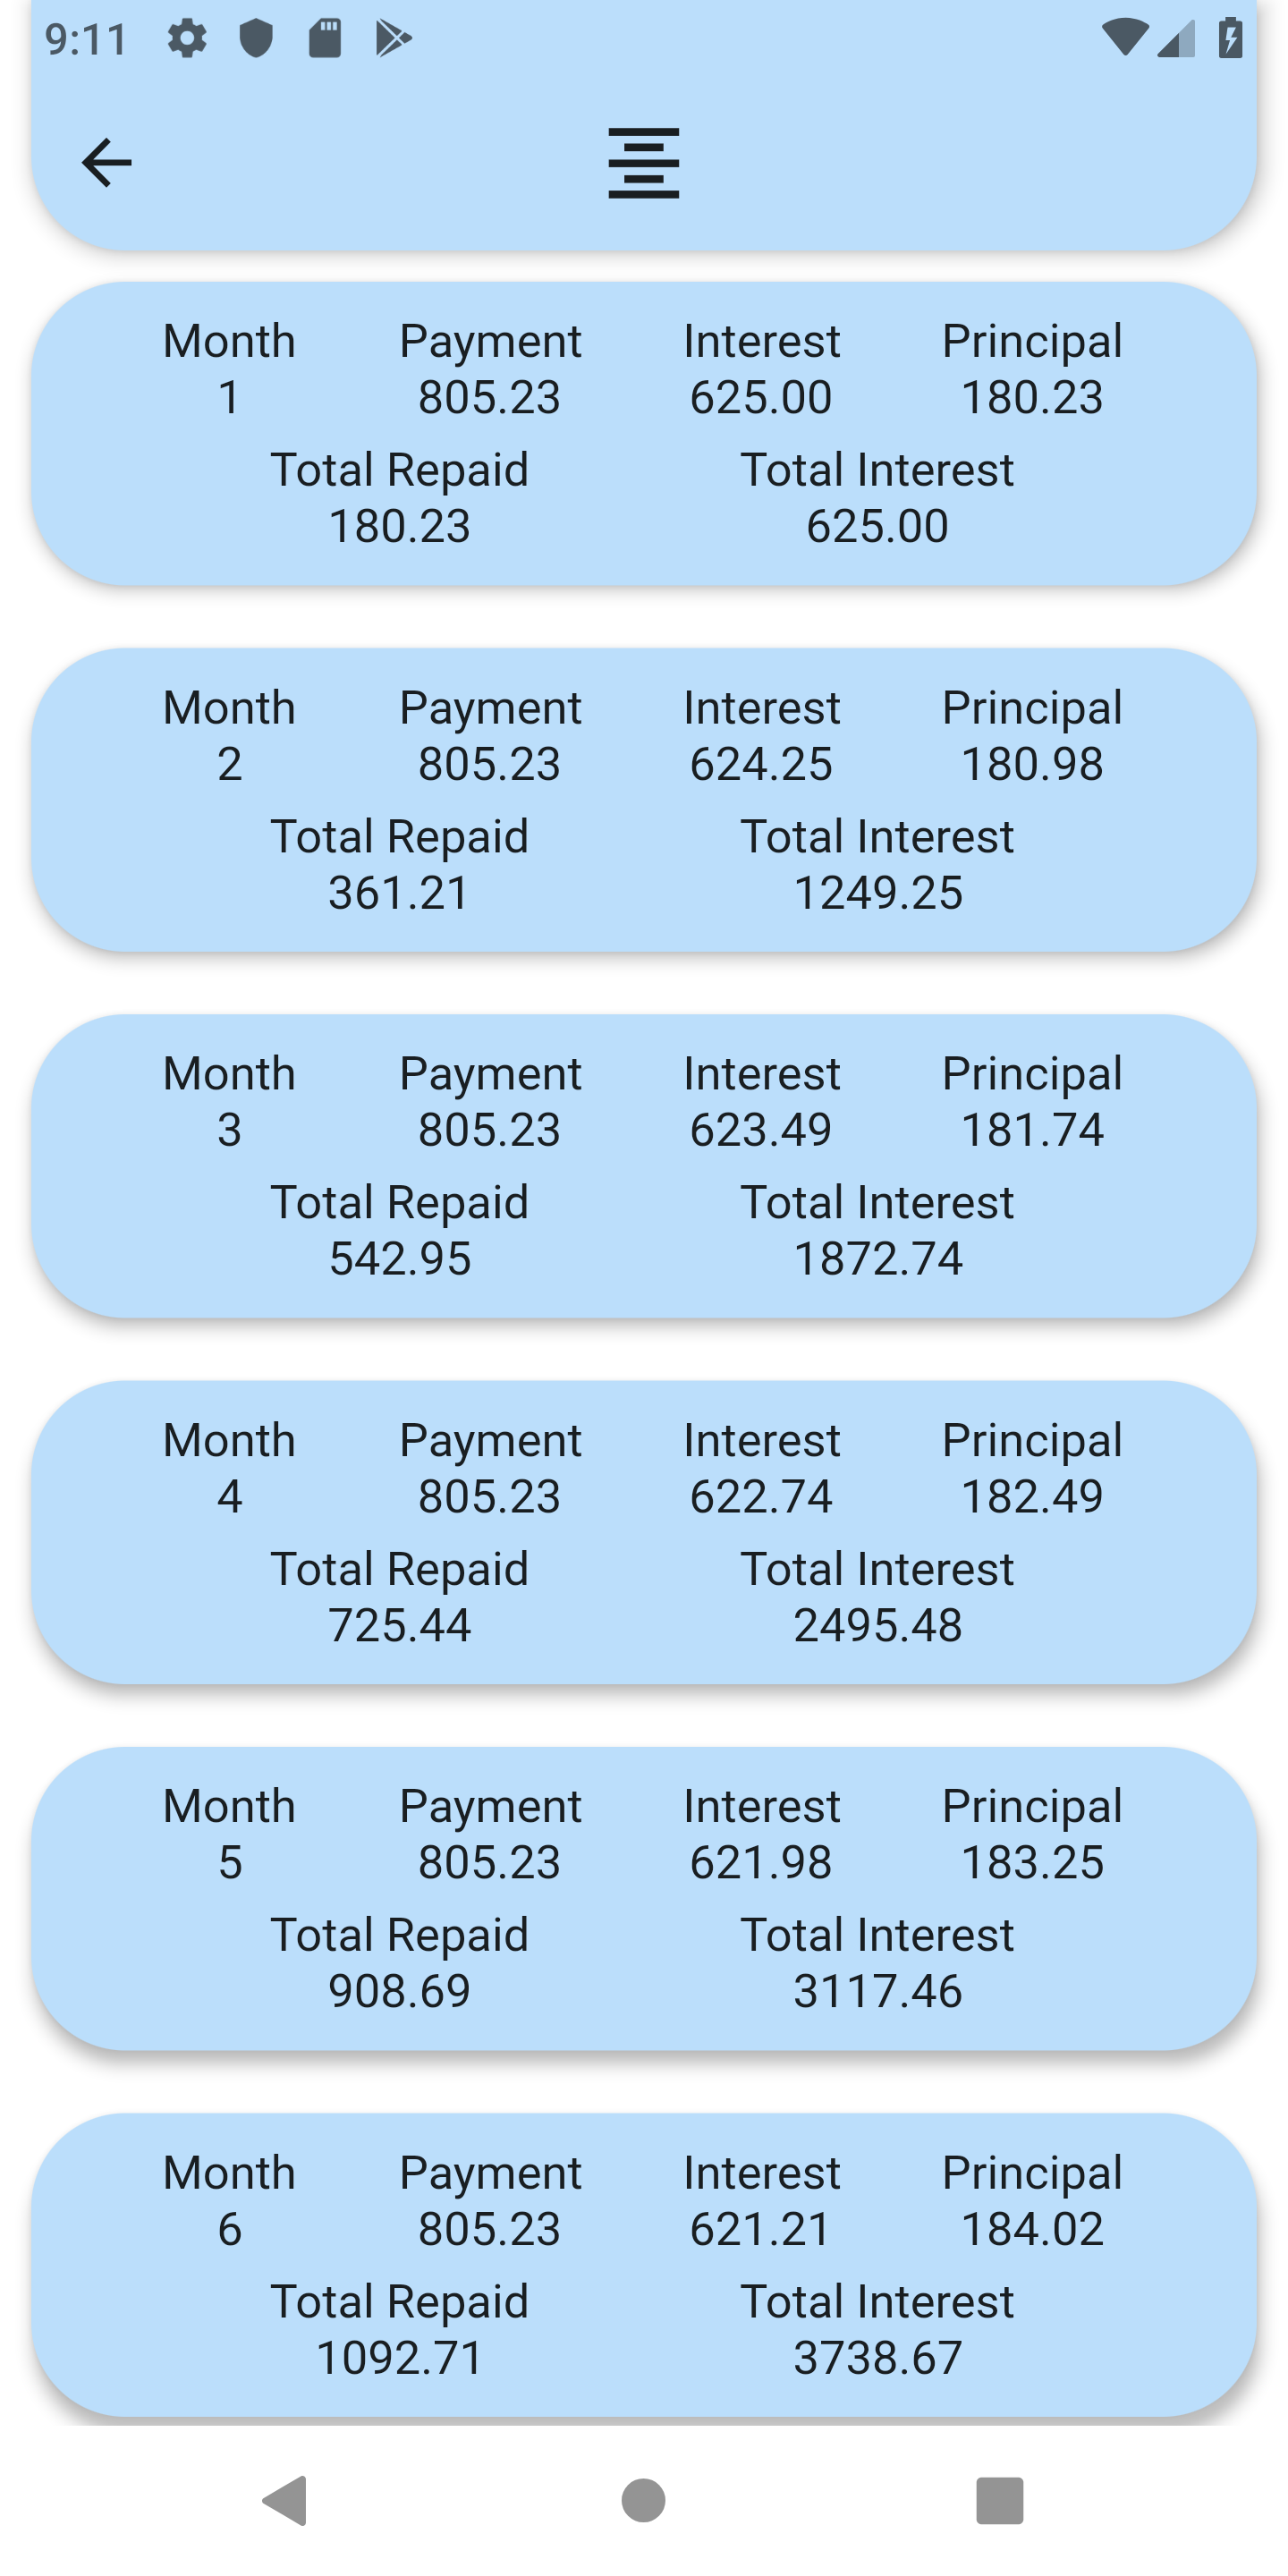 9:11
Month Payment Interest Principal
1 805.23 625.00 180.23
Total Repaid Total Interest
180.23 625.00
Month Payment Interest Principal
2 805.23 624.25 180.98
Total Repaid Total Interest
361.21 1249.25
Month Payment Interest Principal
3 805.23 623.49 181.74
Total Repaid Total Interest
542.95 1872.74
Month Payment Interest Principal
4 805.23 622.74 182.49
Total Repaid Total Interest
725.44 2495.48
Month Payment Interest Principal
5 805.23 621.98 183.25
Total Repaid Total Interest
908.69 3117.46
Month Payment Interest Principal
6 805.23 621.21 184.02
Total Repaid Total Interest
1092.71 3738.67